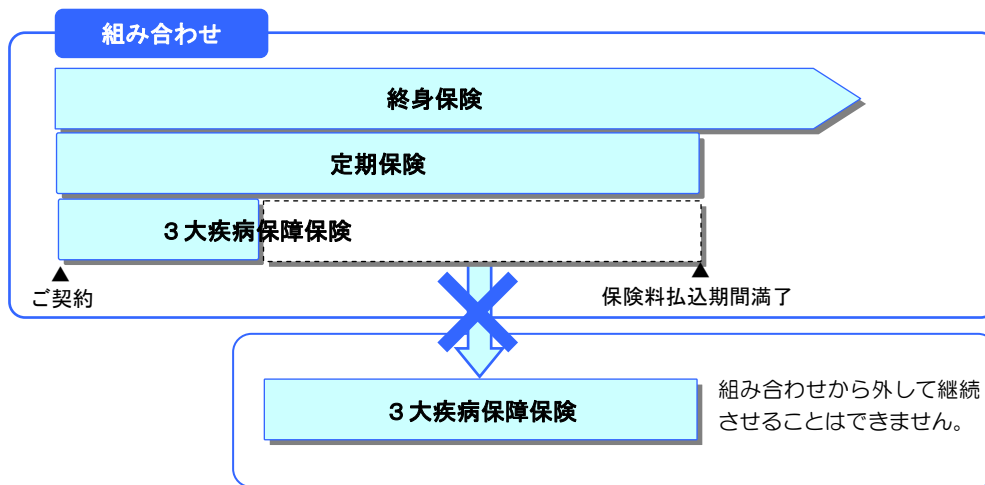 組み合わせ
終身保険
定期保険
３大疾病保障保険
▲
▲
ご契約
保険料払込期間満了
３大疾病保障保険
組み合わせから外して継続
させることはできません。